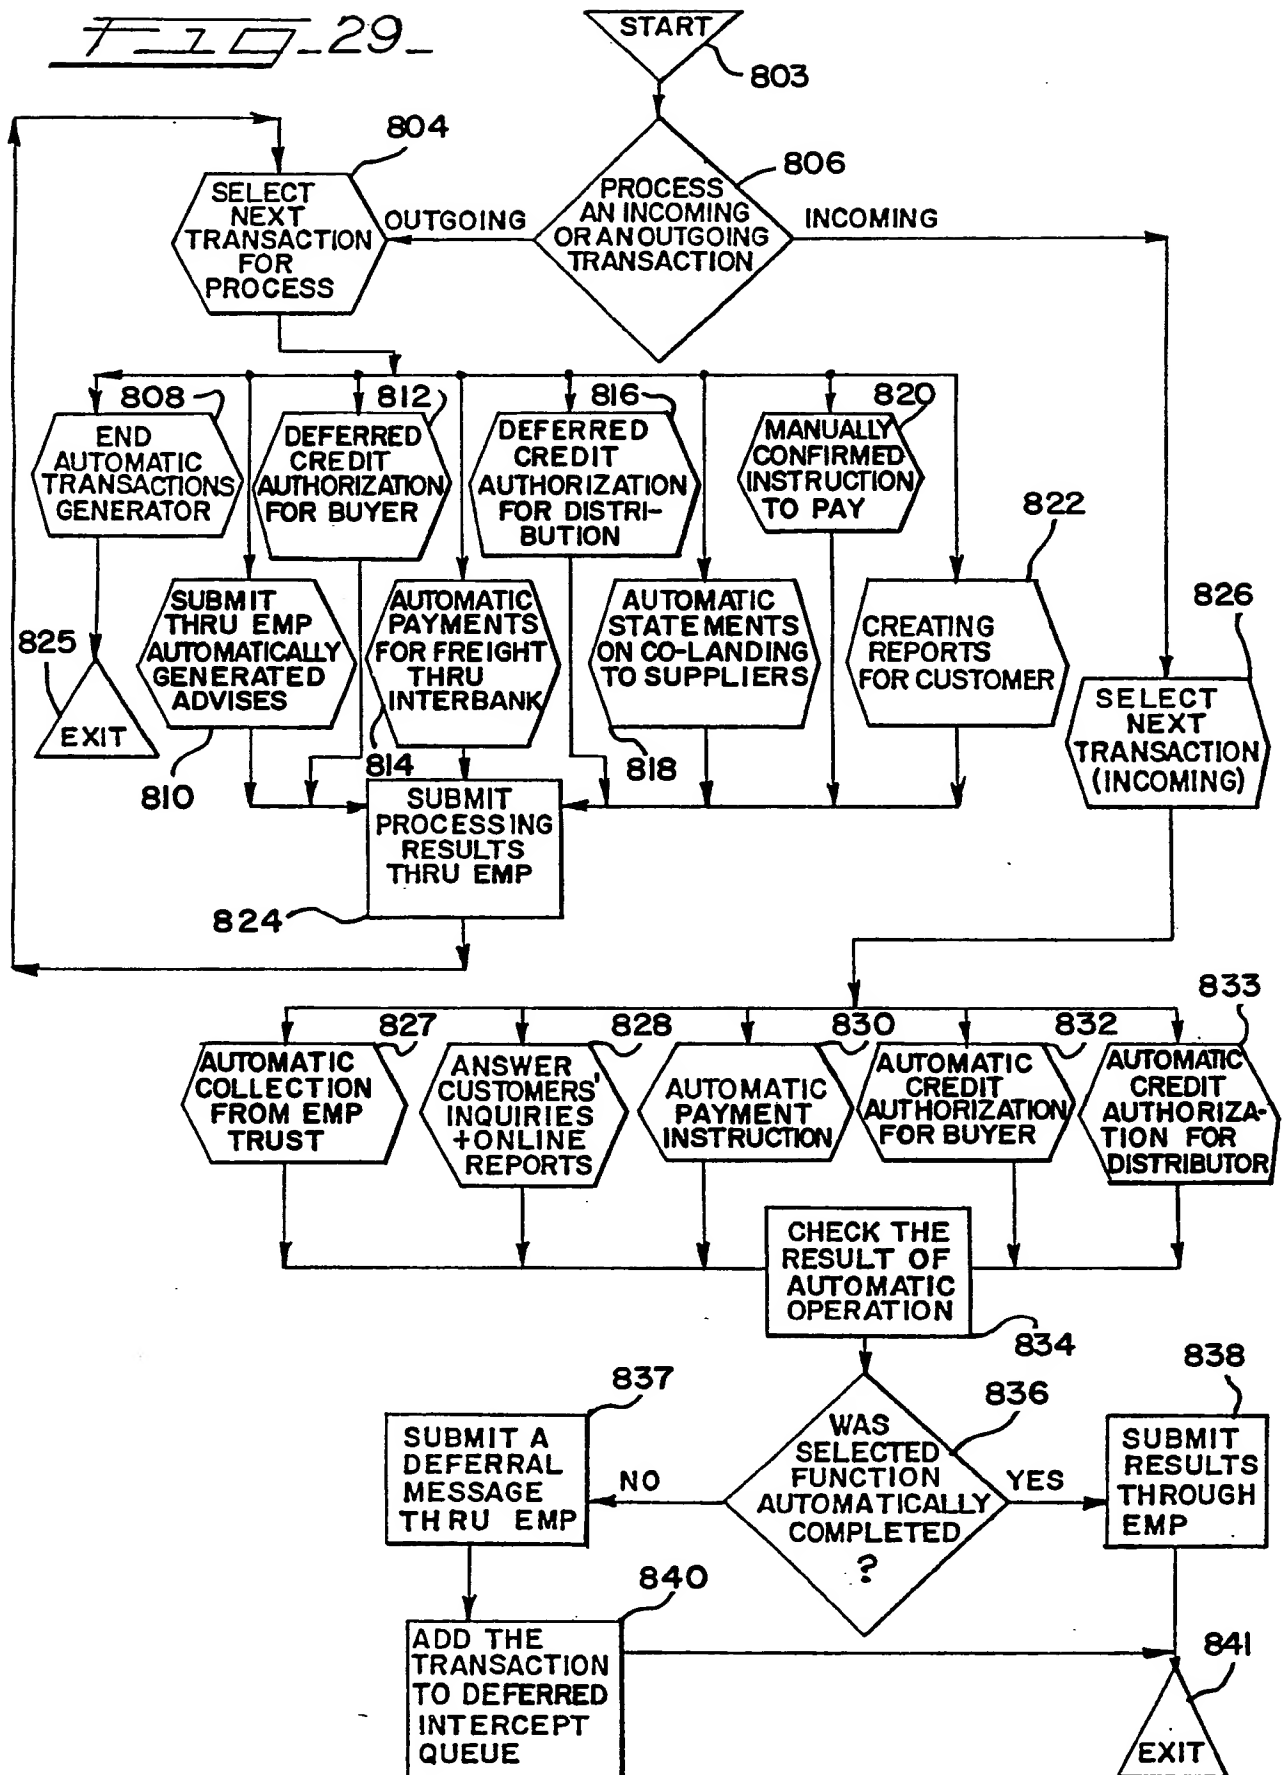 Fig_29_
START
803
804
806
SELECT
NEXT
TRANSACTION
FOR
PROCESS
OUTGOING
PROCESS
AN INCOMING
OR AN OUTGOING
TRANSACTION
INCOMING
808
812
816
820
END
AUTOMATIC
TRANSACTIONS
GENERATOR
DEFERRED
CREDIT
AUTHORIZATION
FOR BUYER
DEFERRED
CREDIT
AUTHORIZATION
FOR DISTRI-
BUTION
MANUALLY
CONFIRMED
INSTRUCTION
TO PAY
822
826
825
EXIT
SUBMIT
THRU EMP
AUTOMATICALLY
GENERATED
ADVISES
810
AUTOMATIC
PAYMENTS
FOR FREIGHT
THRU
INTERBANK
814
AUTOMATIC
STATEMENTS
ON CO-LANDING
TO SUPPLIERS
818
CREATING
REPORTS
FOR CUSTOMER
SELECT
NEXT
TRANSACTION
(INCOMING)
SUBMIT
PROCESSING
RESULTS
THRU EMP
824
827
828
830
832
833
AUTOMATIC
COLLECTION
FROM EMP
TRUST
ANSWER
CUSTOMERS'
INQUIRIES
+ONLINE
REPORTS
AUTOMATIC
PAYMENT
INSTRUCTION
AUTOMATIC
CREDIT
AUTHORIZATION
FOR BUYER
AUTOMATIC
CREDIT
AUTHORIZA-
TION FOR
DISTRIBUTOR
CHECK THE
RESULT OF
AUTOMATIC
OPERATION
834
837
836
838
SUBMIT A
DEFERRAL
MESSAGE
THRU EMP
NO
WAS
SELECTED
FUNCTION
AUTOMATICALLY
COMPLETED
?
YES
SUBMIT
RESULTS
THROUGH
EMP
840
841
ADD THE
TRANSACTION
TO DEFERRED
INTERCEPT
QUEUE
EXIT